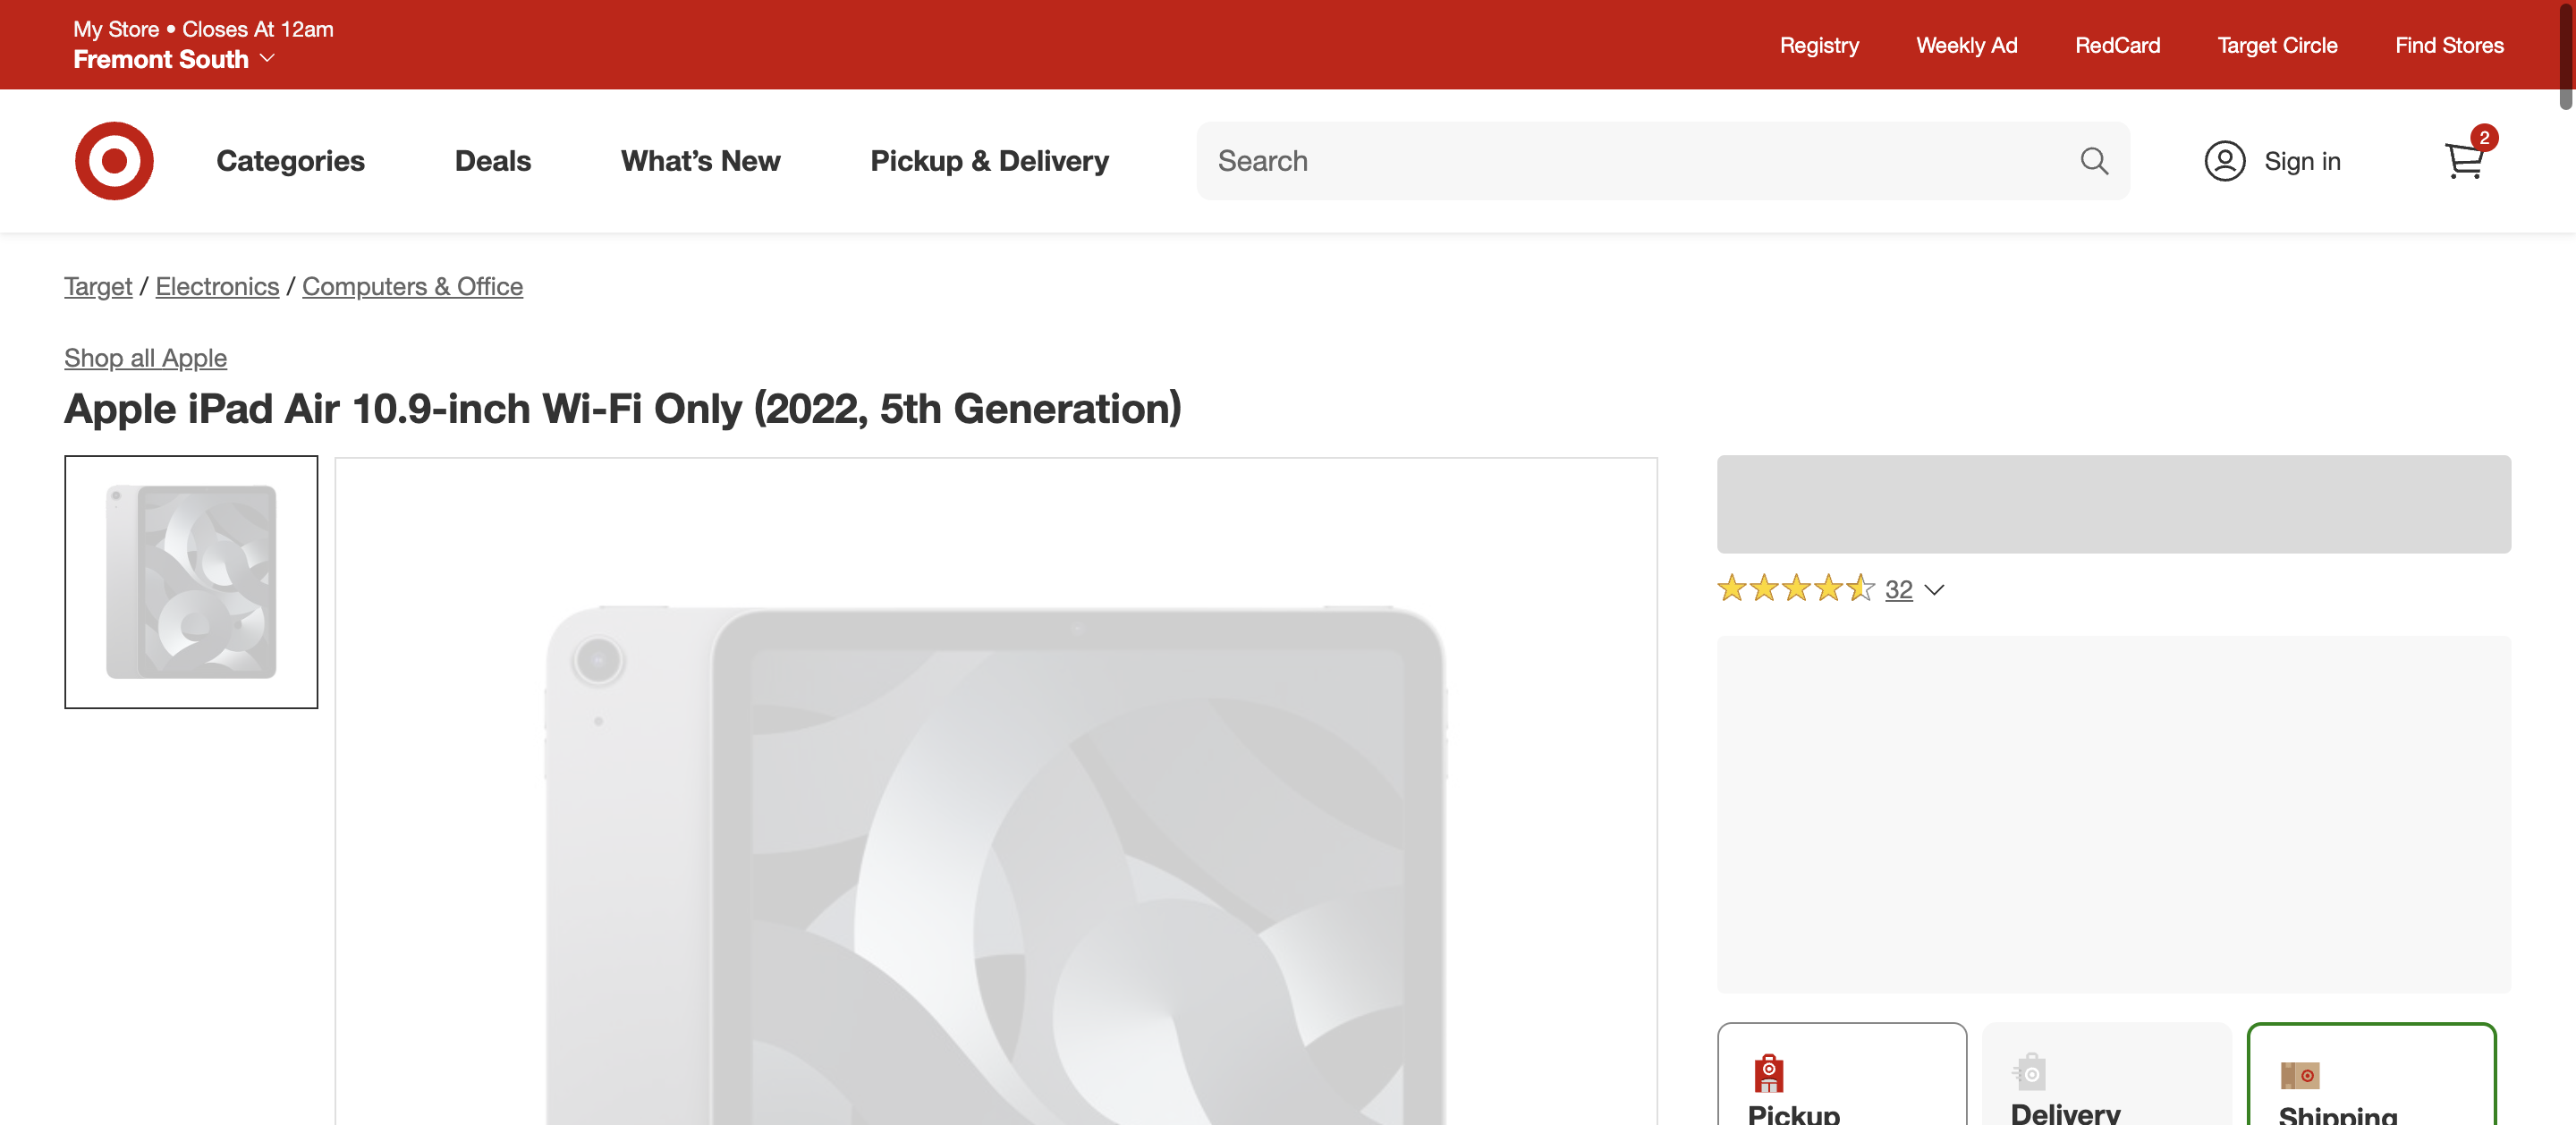 My Store • Closes At 12am
Fremont South
Registry
Weekly Ad
RedCard
Target Circle
Find Stores
Categories
Deals
What's New
Pickup & Delivery
Search
Sign in
2
Target / Electronics / Computers & Office
Shop all Apple
Apple iPad Air 10.9-inch Wi-Fi Only (2022, 5th Generation)
32
Pickup
Delivery
Shipping